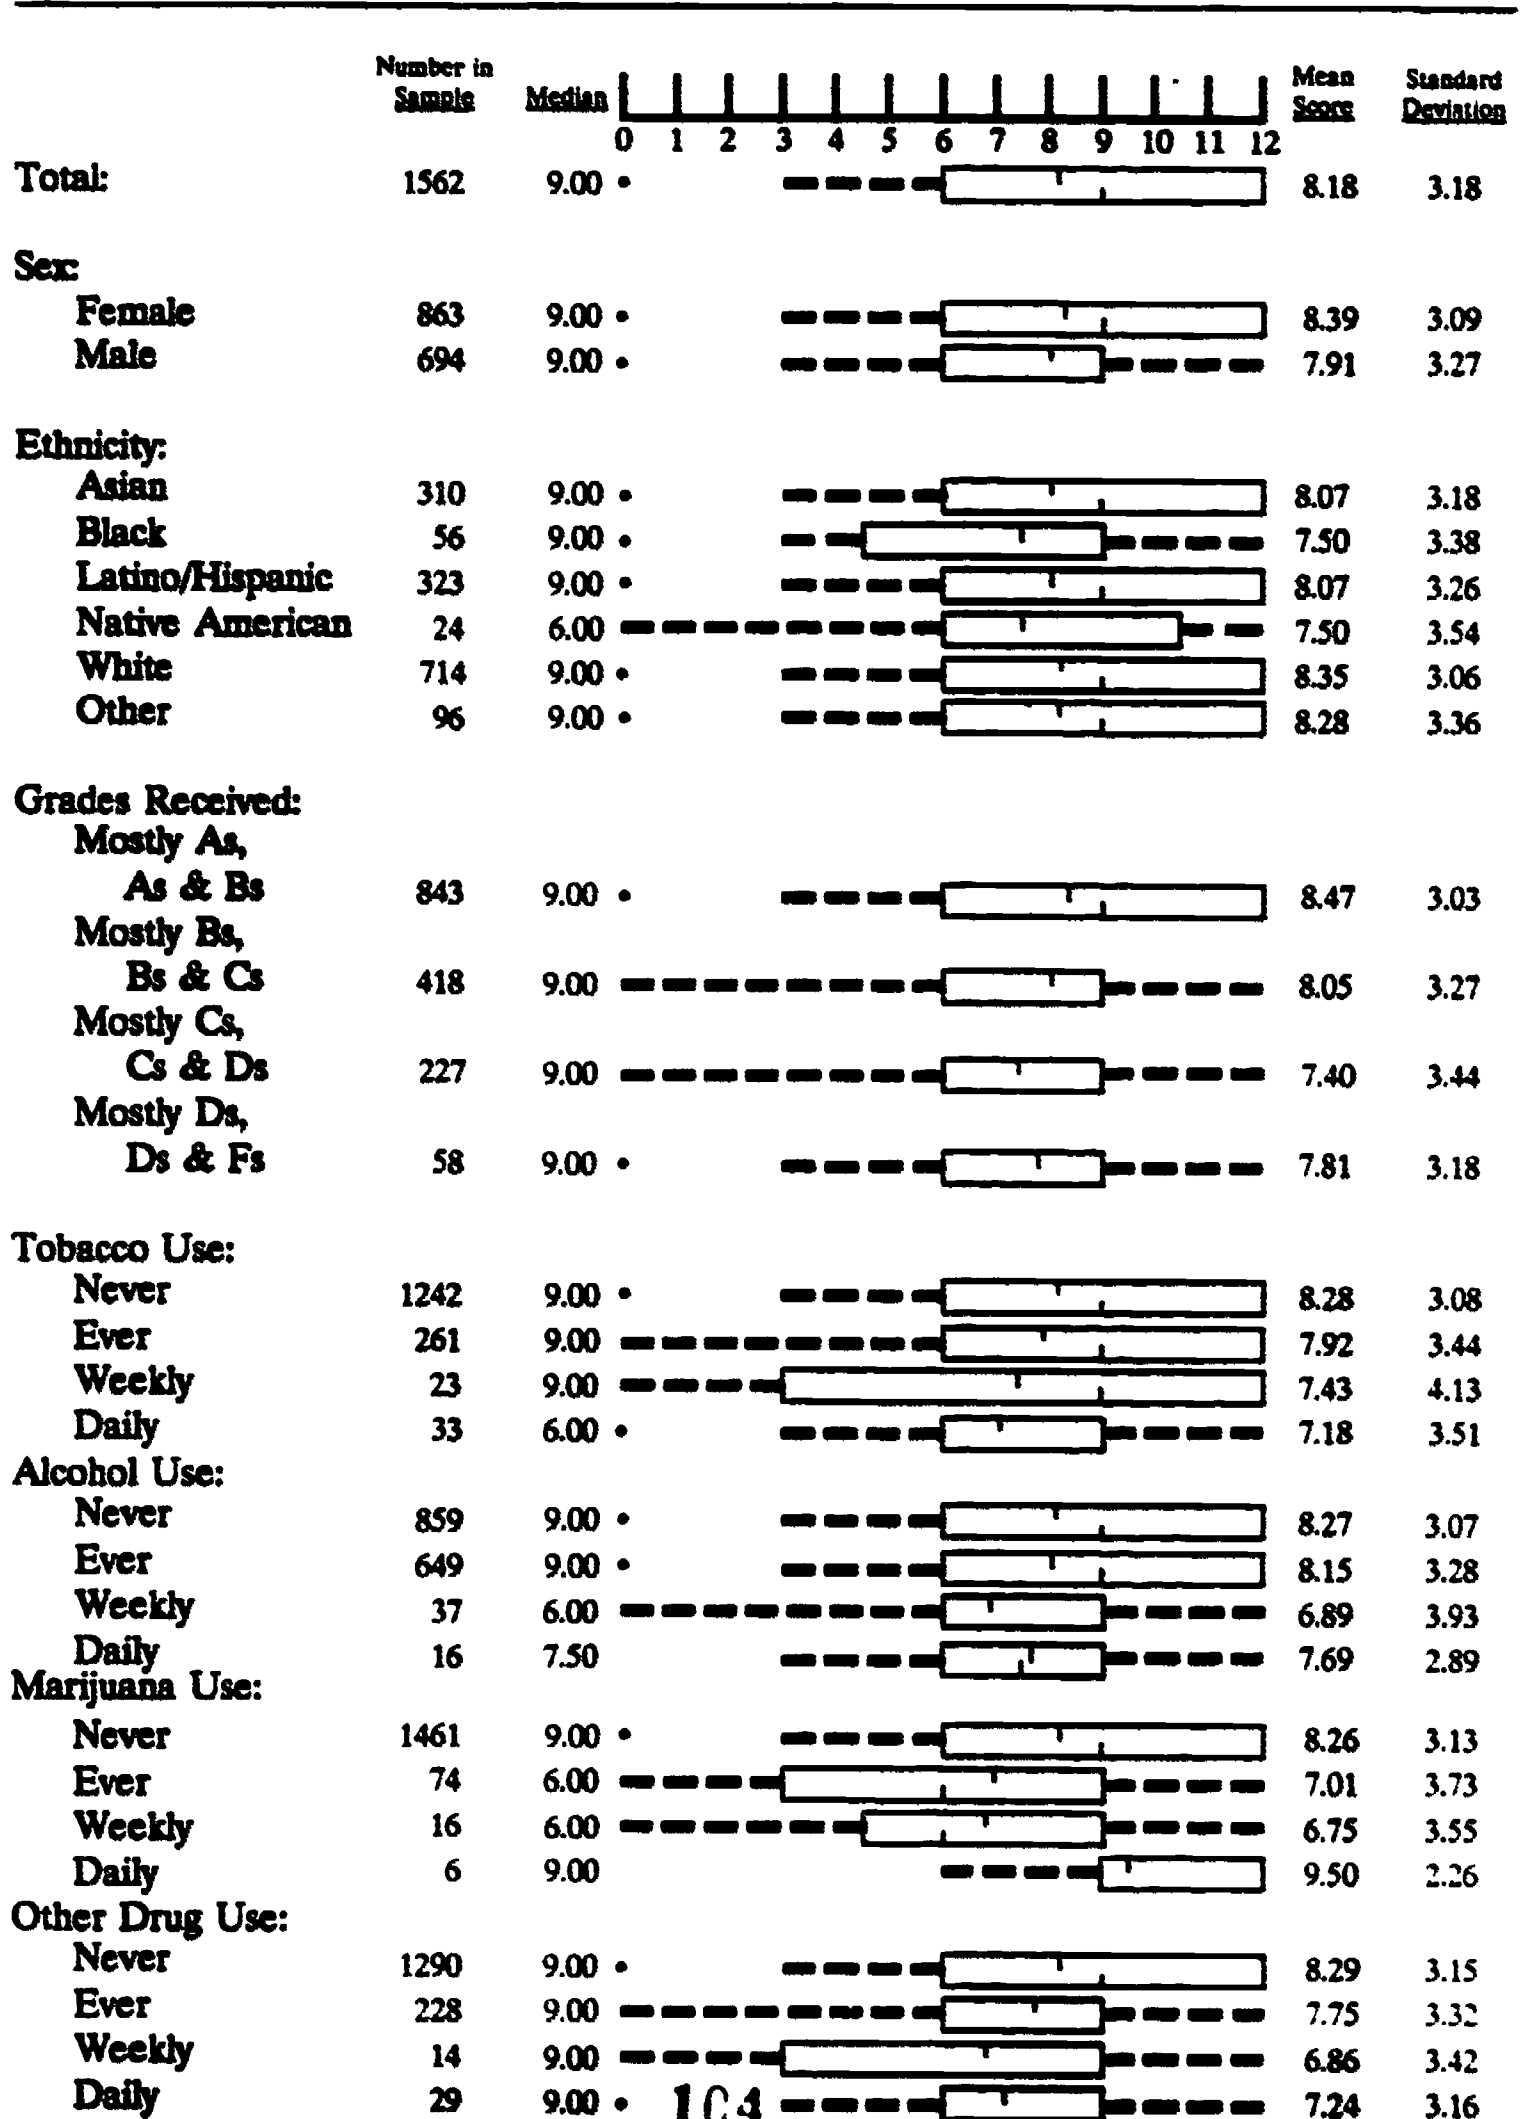 Number in Sample Median Mean Score Standard Deviation
0 1 2 3 4 5 6 7 8 9 10 11 12
Total: 1562 9.00 8.18 3.18
Sex:
Female 863 9.00 8.39 3.09
Male 694 9.00 7.91 3.27
Ethnicity:
Asian 310 9.00 8.07 3.18
Black 56 9.00 7.50 3.38
Latino/Hispanic 323 9.00 8.07 3.26
Native American 24 6.00 7.50 3.54
White 714 9.00 8.35 3.06
Other 96 9.00 8.28 3.36
Grades Received:
Mostly As,
As & Bs 843 9.00 8.47 3.03
Mostly Bs,
Bs & Cs 418 9.00 8.05 3.27
Mostly Cs,
Cs & Ds 227 9.00 7.40 3.44
Mostly Ds,
Ds & Fs 58 9.00 7.81 3.18
Tobacco Use:
Never 1242 9.00 8.28 3.08
Ever 261 9.00 7.92 3.44
Weekly 23 9.00 7.43 4.13
Daily 33 6.00 7.18 3.51
Alcohol Use:
Never 859 9.00 8.27 3.07
Ever 649 9.00 8.15 3.28
Weekly 37 6.00 6.89 3.93
Daily 16 7.50 7.69 2.89
Marijuana Use:
Never 1461 9.00 8.26 3.13
Ever 74 6.00 7.01 3.73
Weekly 16 6.00 6.75 3.55
Daily 6 9.00 9.50 2.26
Other Drug Use:
Never 1290 9.00 8.29 3.15
Ever 228 9.00 7.75 3.32
Weekly 14 9.00 6.86 3.42
Daily 29 9.00 7.24 3.16